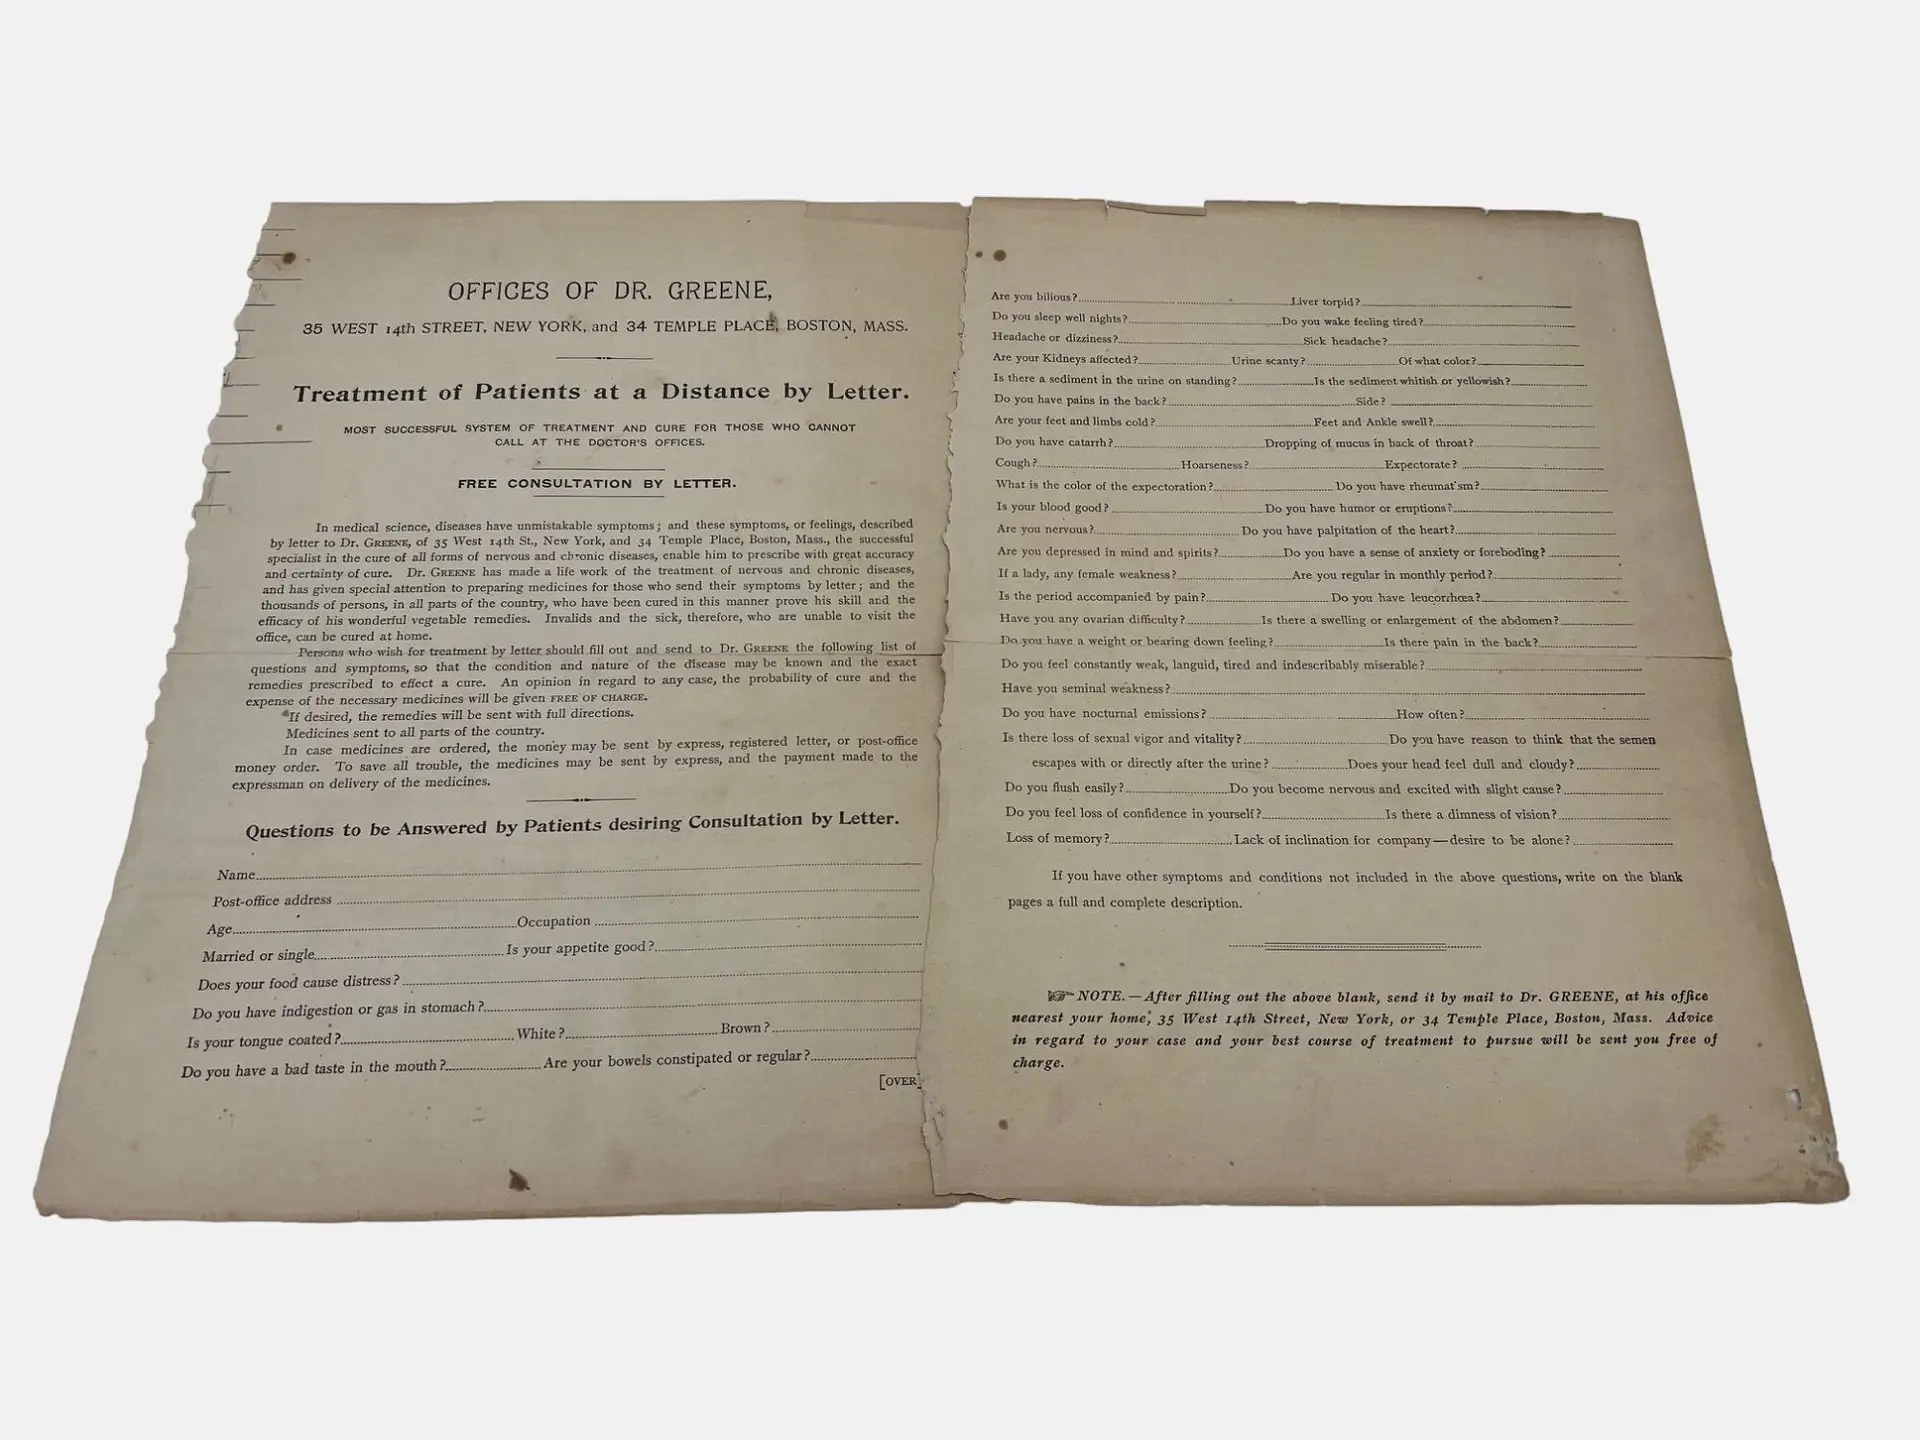 OFFICES OF DR. GREENE,
35 WEST 14th STREET, NEW YORK, and 34 TEMPLE PLACE, BOSTON, MASS.
Treatment of Patients at a Distance by Letter.
MOST SUCCESSFUL SYSTEM OF TREATMENT AND CURE FOR THOSE WHO CANNOT
CALL AT THE DOCTOR'S OFFICES.
FREE CONSULTATION BY LETTER.
In medical science, diseases have unmistakable symptoms; and these symptoms, or feelings, described
by letter to Dr. GREENE, of 35 West 14th St., New York, and 34 Temple Place, Boston, Mass., the successful
specialist in the cure of all forms of nervous and chronic diseases, enable him to prescribe with great accuracy
and certainty of cure. Dr. GREENE has made a life work of the treatment of nervous and chronic diseases,
and has given special attention to preparing medicines for those who send their symptoms by letter; and the
thousands of persons, in all parts of the country, who have been cured in this manner prove his skill and the
efficacy of his wonderful vegetable remedies. Invalids and the sick, therefore, who are unable to visit the
office, can be cured at home.
Persons who wish for treatment by letter should fill out and send to Dr. GREENE the following list of
questions and symptoms, so that the condition and nature of the disease may be known and the exact
remedies prescribed to effect a cure. An opinion in regard to any case, the probability of cure and the
expense of the necessary medicines will be given FREE OF CHARGE.
If desired, the remedies will be sent with full directions.
Medicines sent to all parts of the country.
In case medicines are ordered, the money may be sent by express, registered letter, or post-office
money order. To save all trouble, the medicines may be sent by express, and the payment made to the
expressman on delivery of the medicines.
Questions to be Answered by Patients desiring Consultation by Letter.
Name
Post-office address
Age Occupation
Married or single Is your appetite good?
Does your food cause distress?
Do you have indigestion or gas in stomach?
Is your tongue coated? White? Brown?
Do you have a bad taste in the mouth? Are your bowels constipated or regular?
[OVER]
Are you bilious? Liver torpid?
Do you sleep well nights? Do you wake feeling tired?
Headache or dizziness? Sick headache?
Are your Kidneys affected? Urine scanty? Of what color?
Is there a sediment in the urine on standing? Is the sediment whitish or yellowish?
Do you have pains in the back? Side?
Are your feet and limbs cold? Feet and Ankle swell?
Do you have catarrh? Dropping of mucus in back of throat?
Cough? Hoarseness? Expectorate?
What is the color of the expectoration? Do you have rheumat sm?
Is your blood good? Do you have humor or eruptions?
Are you nervous? Do you have palpitation of the heart?
Are you depressed in mind and spirits? Do you have a sense of anxiety or foreboding?
If a lady, any female weakness? Are you regular in monthly period?
Is the period accompanied by pain? Do you have leucorrhœa?
Have you any ovarian difficulty? Is there a swelling or enlargement of the abdomen?
Do you have a weight or bearing down feeling? Is there pain in the back?
Do you feel constantly weak, languid, tired and indescribably miserable?
Have you seminal weakness?
Do you have nocturnal emissions? How often?
Is there loss of sexual vigor and vitality? Do you have reason to think that the semen
escapes with or directly after the urine? Does your head feel dull and cloudy?
Do you flush easily? Do you become nervous and excited with slight cause?
Do you feel loss of confidence in yourself? Is there a dimness of vision?
Loss of memory? Lack of inclination for company—desire to be alone?
If you have other symptoms and conditions not included in the above questions, write on the blank
pages a full and complete description.
☞ NOTE.—After filling out the above blank, send it by mail to Dr. GREENE, at his office
nearest your home, 35 West 14th Street, New York, or 34 Temple Place, Boston, Mass. Advice
in regard to your case and your best course of treatment to pursue will be sent you free of
charge.